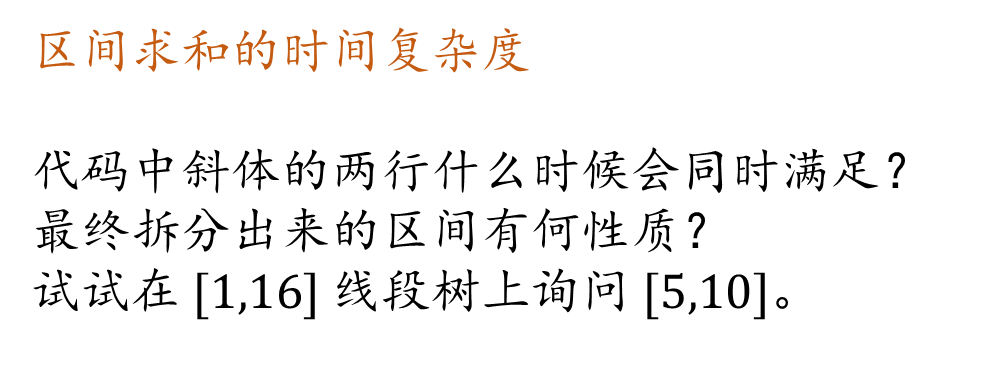 区间求和的时间复杂度
代码中斜体的两行什么时候会同时满足？
最终拆分出来的区间有何性质？
试试在 [1,16] 线段树上询问 [5,10]。